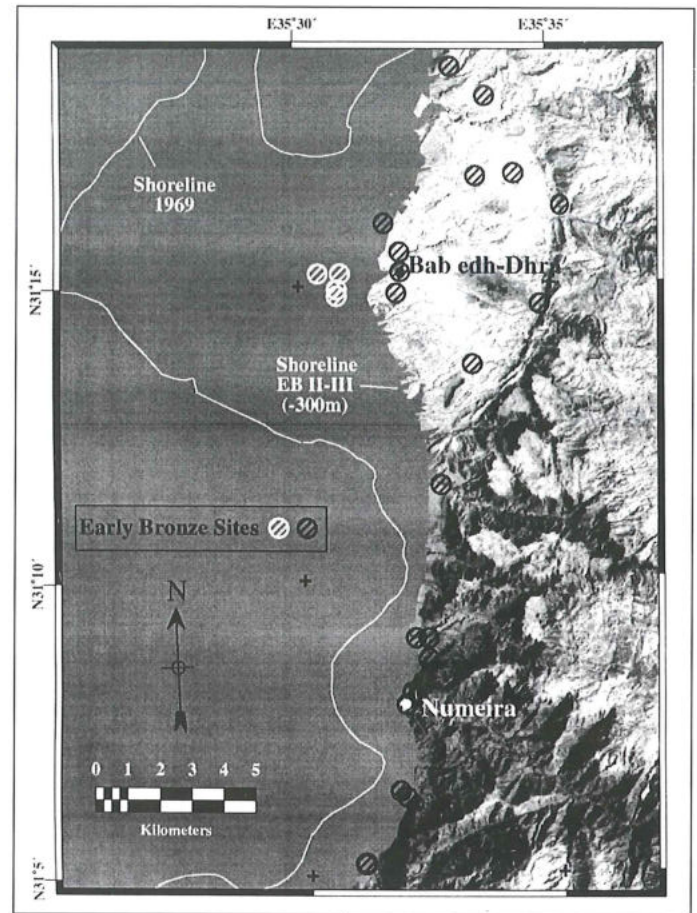 E35°30′
E35°35′
Shoreline
1969
Bab edh-Dhra
N31°15′
Shoreline
EB II-III
(-300m)
Early Bronze Sites
N31°10′
N
Numeira
0 1 2 3 4 5
Kilometers
N31°5′